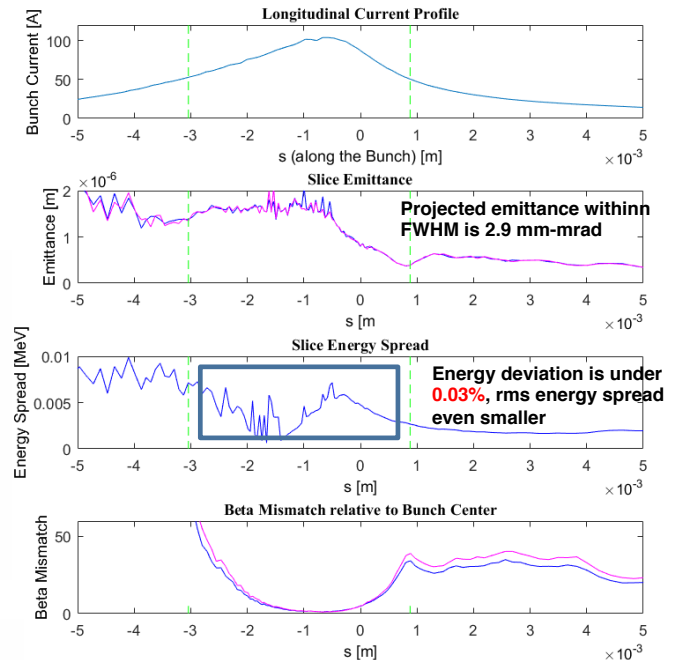 Longitudinal Current Profile
Bunch Current [A]
100
50
0
-5 -4 -3 -2 -1 0 1 2 3 4 5
s (along the Bunch) [m]
× 10⁻³
Slice Emittance
× 10⁻⁶
Emittance [m]
2
1
0
Projected emittance withinn
FWHM is 2.9 mm-mrad
-5 -4 -3 -2 -1 0 1 2 3 4 5
s [m
× 10⁻³
Slice Energy Spread
Energy Spread [MeV]
0.01
0.005
0
Energy deviation is under
0.03%, rms energy spread
even smaller
-5 -4 -3 -2 -1 0 1 2 3 4 5
s [m]
× 10⁻³
Beta Mismatch relative to Bunch Center
Beta Mismatch
50
0
-5 -4 -3 -2 -1 0 1 2 3 4 5
s [m]
× 10⁻³